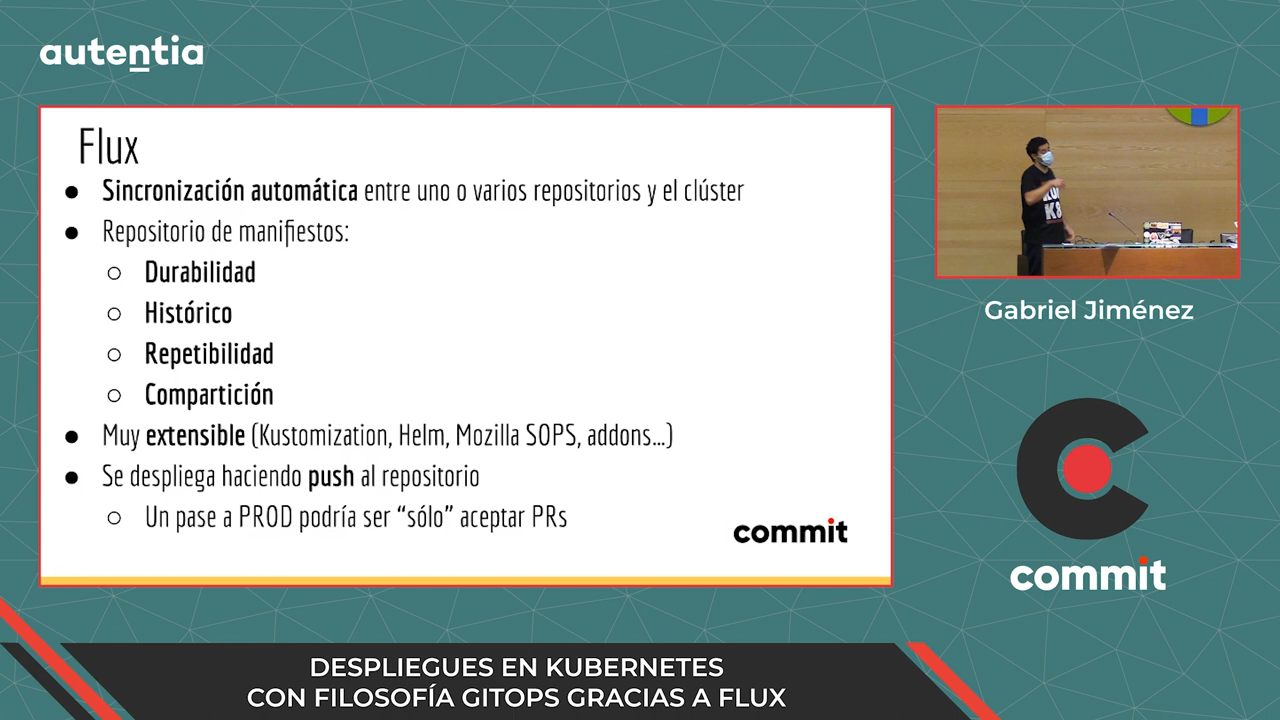 autentia
Flux
● Sincronización automática entre uno o varios repositorios y el clúster
● Repositorio de manifiestos:
○ Durabilidad
○ Histórico
○ Repetibilidad
○ Compartición
● Muy extensible (Kustomization, Helm, Mozilla SOPS, addons...)
● Se despliega haciendo push al repositorio
○ Un pase a PROD podría ser “sólo” aceptar PRs
commit
Gabriel Jiménez
commit
DESPLIEGUES EN KUBERNETES
CON FILOSOFÍA GITOPS GRACIAS A FLUX